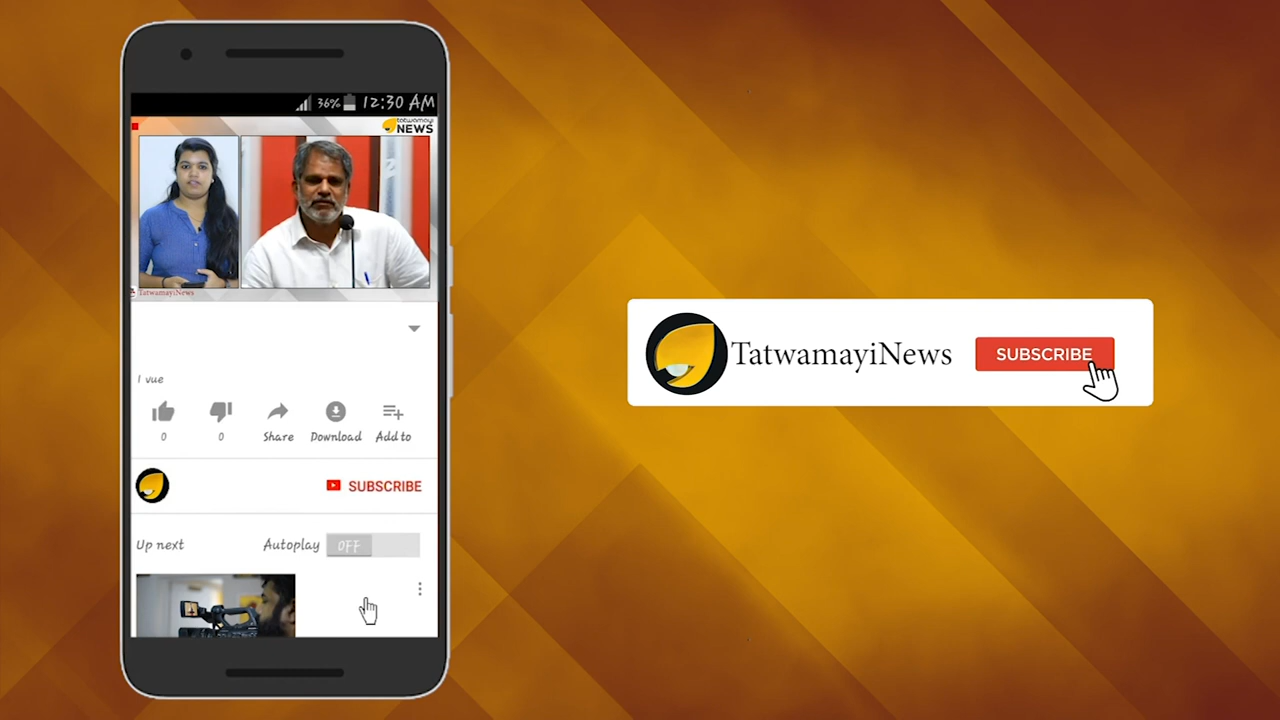 36% 12:30 AM
tatwamayi
NEWS
TatwamayiNews
1 vue
0 0 Share Download Add to
SUBSCRIBE
Up next Autoplay OFF
TatwamayiNews SUBSCRIBE